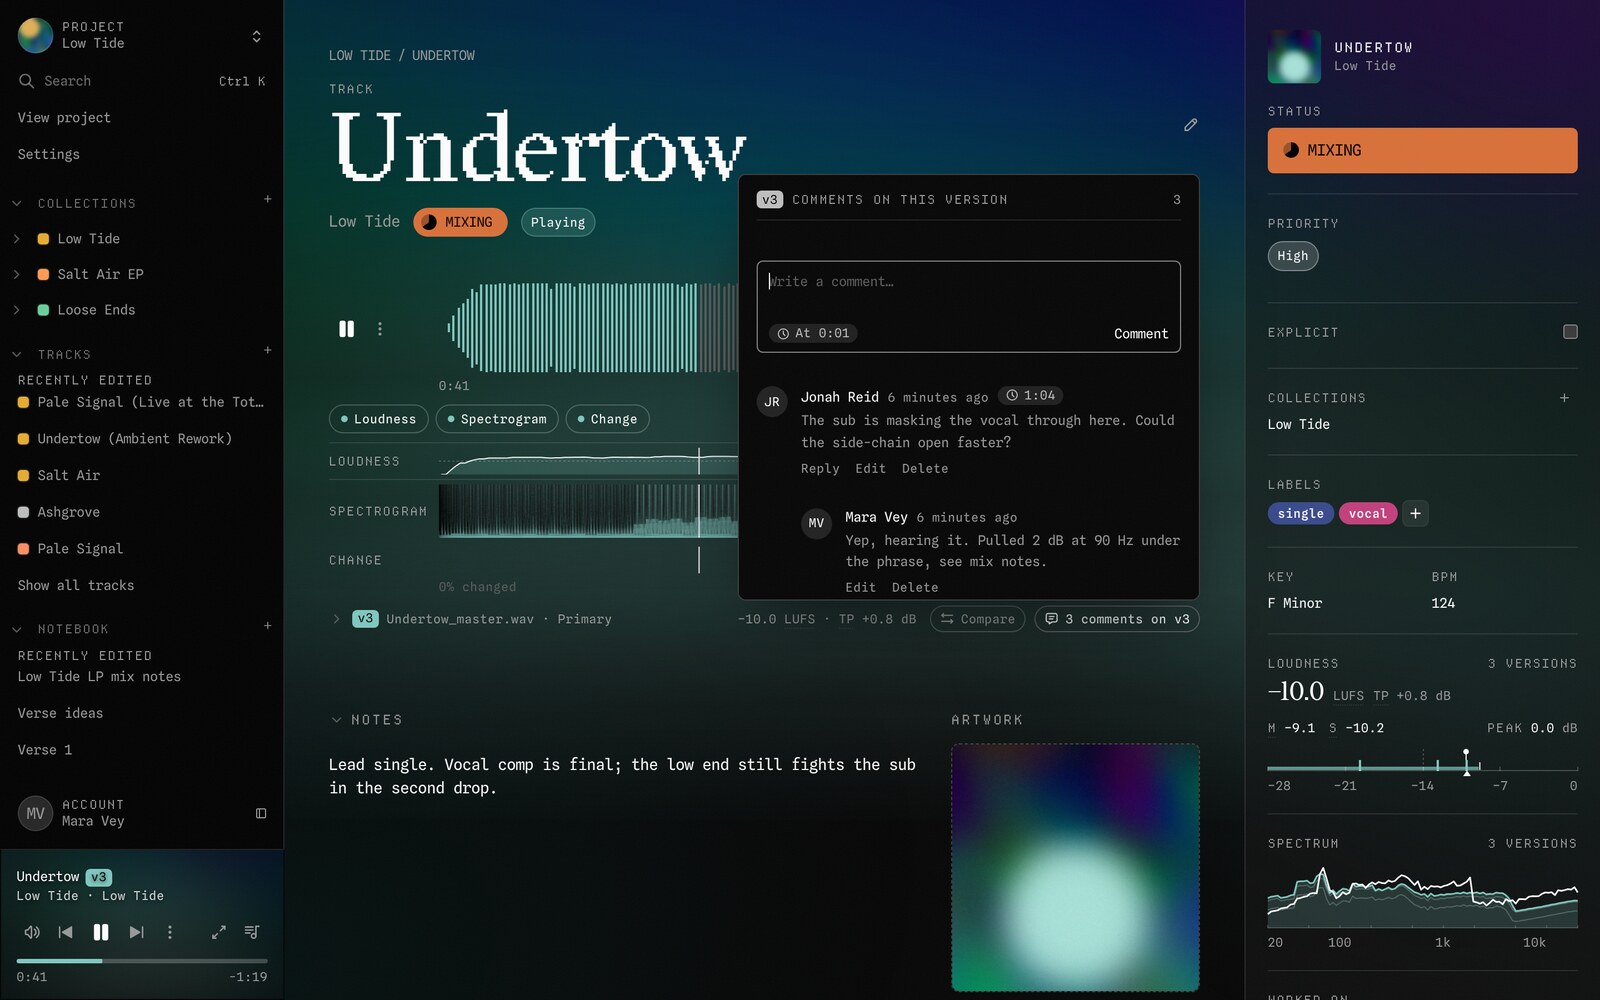 PROJECT
Low Tide
Search
Ctrl K
View project
Settings
COLLECTIONS
Low Tide
Salt Air EP
Loose Ends
TRACKS
RECENTLY EDITED
Pale Signal (Live at the Tot…
Undertow (Ambient Rework)
Salt Air
Ashgrove
Pale Signal
Show all tracks
NOTEBOOK
RECENTLY EDITED
Low Tide LP mix notes
Verse ideas
Verse 1
MV
ACCOUNT
Mara Vey
Undertow v3
Low Tide · Low Tide
0:41
-1:19
LOW TIDE / UNDERTOW
TRACK
Undertow
Low Tide
MIXING
Playing
0:41
Loudness
Spectrogram
Change
LOUDNESS
SPECTROGRAM
CHANGE
0% changed
v3 Undertow_master.wav · Primary
-10.0 LUFS · TP +0.8 dB
Compare
3 comments on v3
v3 COMMENTS ON THIS VERSION
3
Write a comment…
At 0:01
Comment
JR
Jonah Reid 6 minutes ago 1:04
The sub is masking the vocal through here. Could
the side-chain open faster?
Reply Edit Delete
MV
Mara Vey 6 minutes ago
Yep, hearing it. Pulled 2 dB at 90 Hz under
the phrase, see mix notes.
Edit Delete
NOTES
Lead single. Vocal comp is final; the low end still fights the sub
in the second drop.
ARTWORK
UNDERTOW
Low Tide
STATUS
MIXING
PRIORITY
High
EXPLICIT
COLLECTIONS
Low Tide
LABELS
single
vocal
KEY
BPM
F Minor
124
LOUDNESS
3 VERSIONS
-10.0 LUFS TP +0.8 dB
M -9.1 S -10.2
PEAK 0.0 dB
-28 -21 -14 -7 0
SPECTRUM
3 VERSIONS
20 100 1k 10k
WORKED ON